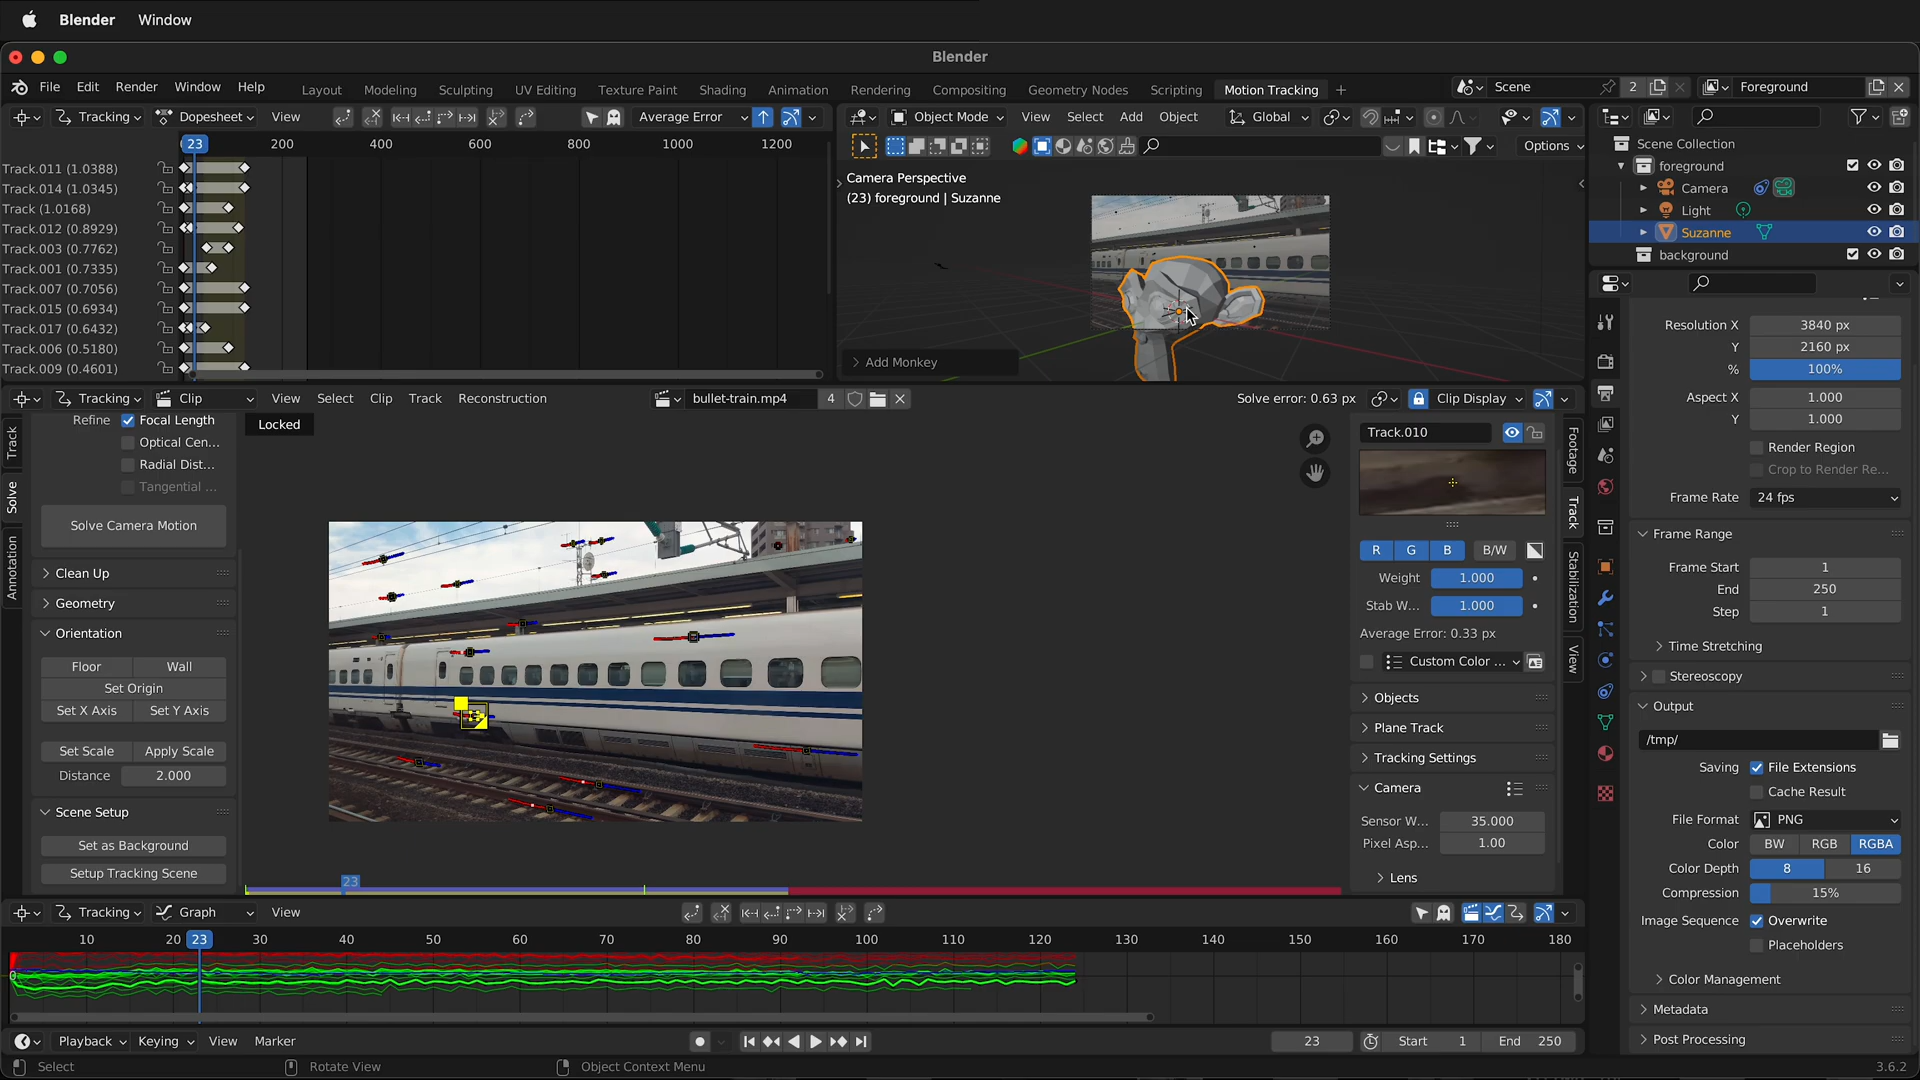 Blender Window
Blender
File Edit Render Window Help Layout Modeling Sculpting UV Editing Texture Paint Shading Animation Rendering Compositing Geometry Nodes Scripting Motion Tracking + Scene 2 Foreground
Tracking Dopesheet View Average Error
Object Mode View Select Add Object Global
23 200 400 600 800 1000 1200
Options
Track.011 (1.0388)
Track.014 (1.0345)
Track (1.0168)
Track.012 (0.8929)
Track.003 (0.7762)
Track.001 (0.7335)
Track.007 (0.7056)
Track.015 (0.6934)
Track.017 (0.6432)
Track.006 (0.5180)
Track.009 (0.4601)
Camera Perspective
(23) foreground | Suzanne
Add Monkey
Scene Collection
foreground
Camera
Light
Suzanne
background
Tracking Clip View Select Clip Track Reconstruction bullet-train.mp4 4 Solve error: 0.63 px Clip Display
Track
Solve
Annotation
Refine Focal Length
Optical Cen...
Radial Dist...
Tangential ...
Solve Camera Motion
Clean Up
Geometry
Orientation
Floor Wall
Set Origin
Set X Axis Set Y Axis
Set Scale Apply Scale
Distance 2.000
Scene Setup
Set as Background
Setup Tracking Scene
Locked
23
Track.010
R G B B/W
Weight 1.000
Stab W... 1.000
Average Error: 0.33 px
Custom Color ...
Objects
Plane Track
Tracking Settings
Camera
Sensor W... 35.000
Pixel Asp... 1.00
Lens
Footage
Track
Stabilization
View
Resolution X 3840 px
Y 2160 px
% 100%
Aspect X 1.000
Y 1.000
Render Region
Crop to Render Re...
Frame Rate 24 fps
Frame Range
Frame Start 1
End 250
Step 1
Time Stretching
Stereoscopy
Output
/tmp/
Saving File Extensions
Cache Result
File Format PNG
Color BW RGB RGBA
Color Depth 8 16
Compression 15%
Image Sequence Overwrite
Placeholders
Color Management
Metadata
Post Processing
Tracking Graph View
10 20 23 30 40 50 60 70 80 90 100 110 120 130 140 150 160 170 180
0
Playback Keying View Marker 23 Start 1 End 250
Select Rotate View Object Context Menu 3.6.2